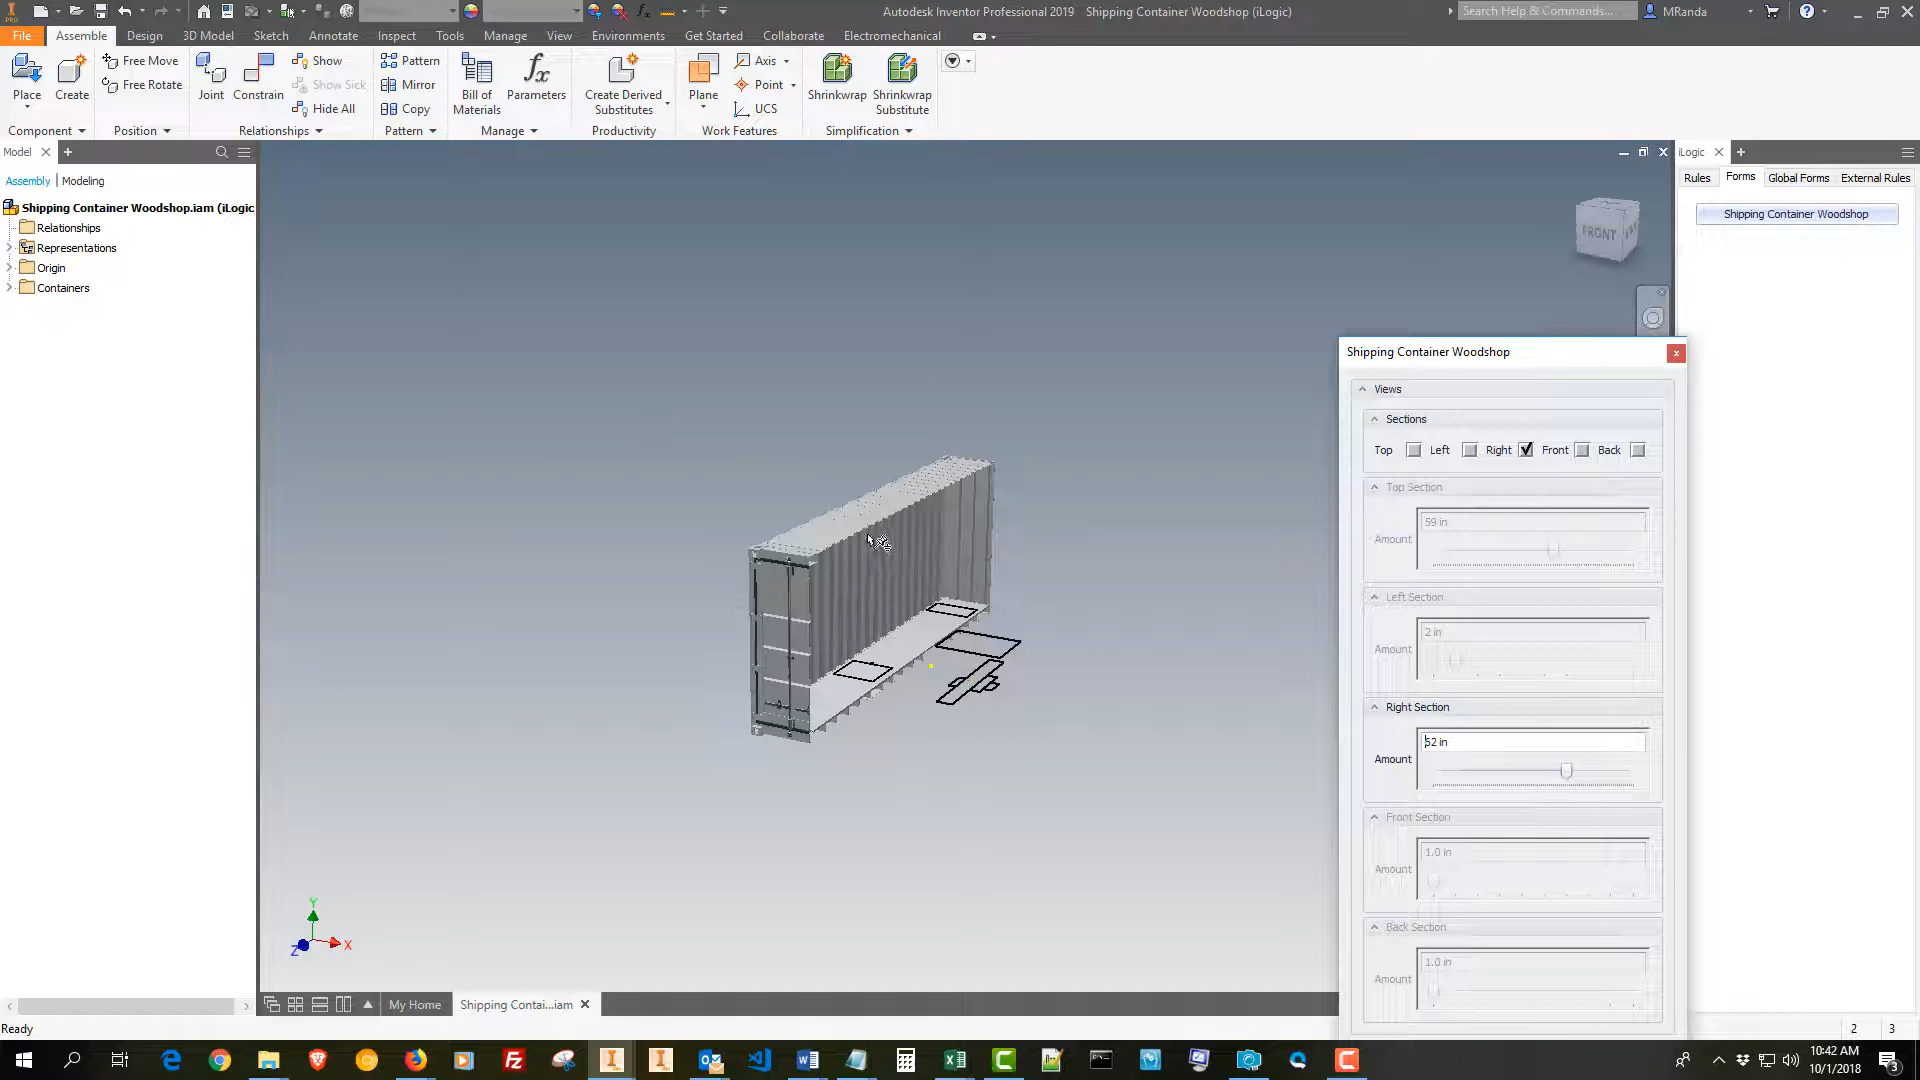 Autodesk Inventor Professional 2019 Shipping Container Woodshop (iLogic)
Search Help & Commands...
MRanda
File Assemble Design 3D Model Sketch Annotate Inspect Tools Manage View Environments Get Started Collaborate Electromechanical
Place
Create
Free Move
Free Rotate
Joint
Constrain
Show
Show Sick
Hide All
Pattern
Mirror
Copy
Bill of
Materials
Parameters
Create Derived
Substitutes
Plane
Axis
Point
UCS
Shrinkwrap
Shrinkwrap
Substitute
Component Position Relationships Pattern Manage Productivity Work Features Simplification
Model
Assembly | Modeling
Shipping Container Woodshop.iam (iLogic
Relationships
Representations
Origin
Containers
FRONT
iLogic
Rules Forms Global Forms External Rules
Shipping Container Woodshop
Shipping Container Woodshop
Views
Sections
Top Left Right Front Back
Top Section
59 in
Amount
Left Section
2 in
Amount
Right Section
52 in
Amount
Front Section
1.0 in
Amount
Back Section
1.0 in
Amount
Y
X
Z
My Home
Shipping Contai...iam
Ready
2 3
10:42 AM
10/1/2018
3